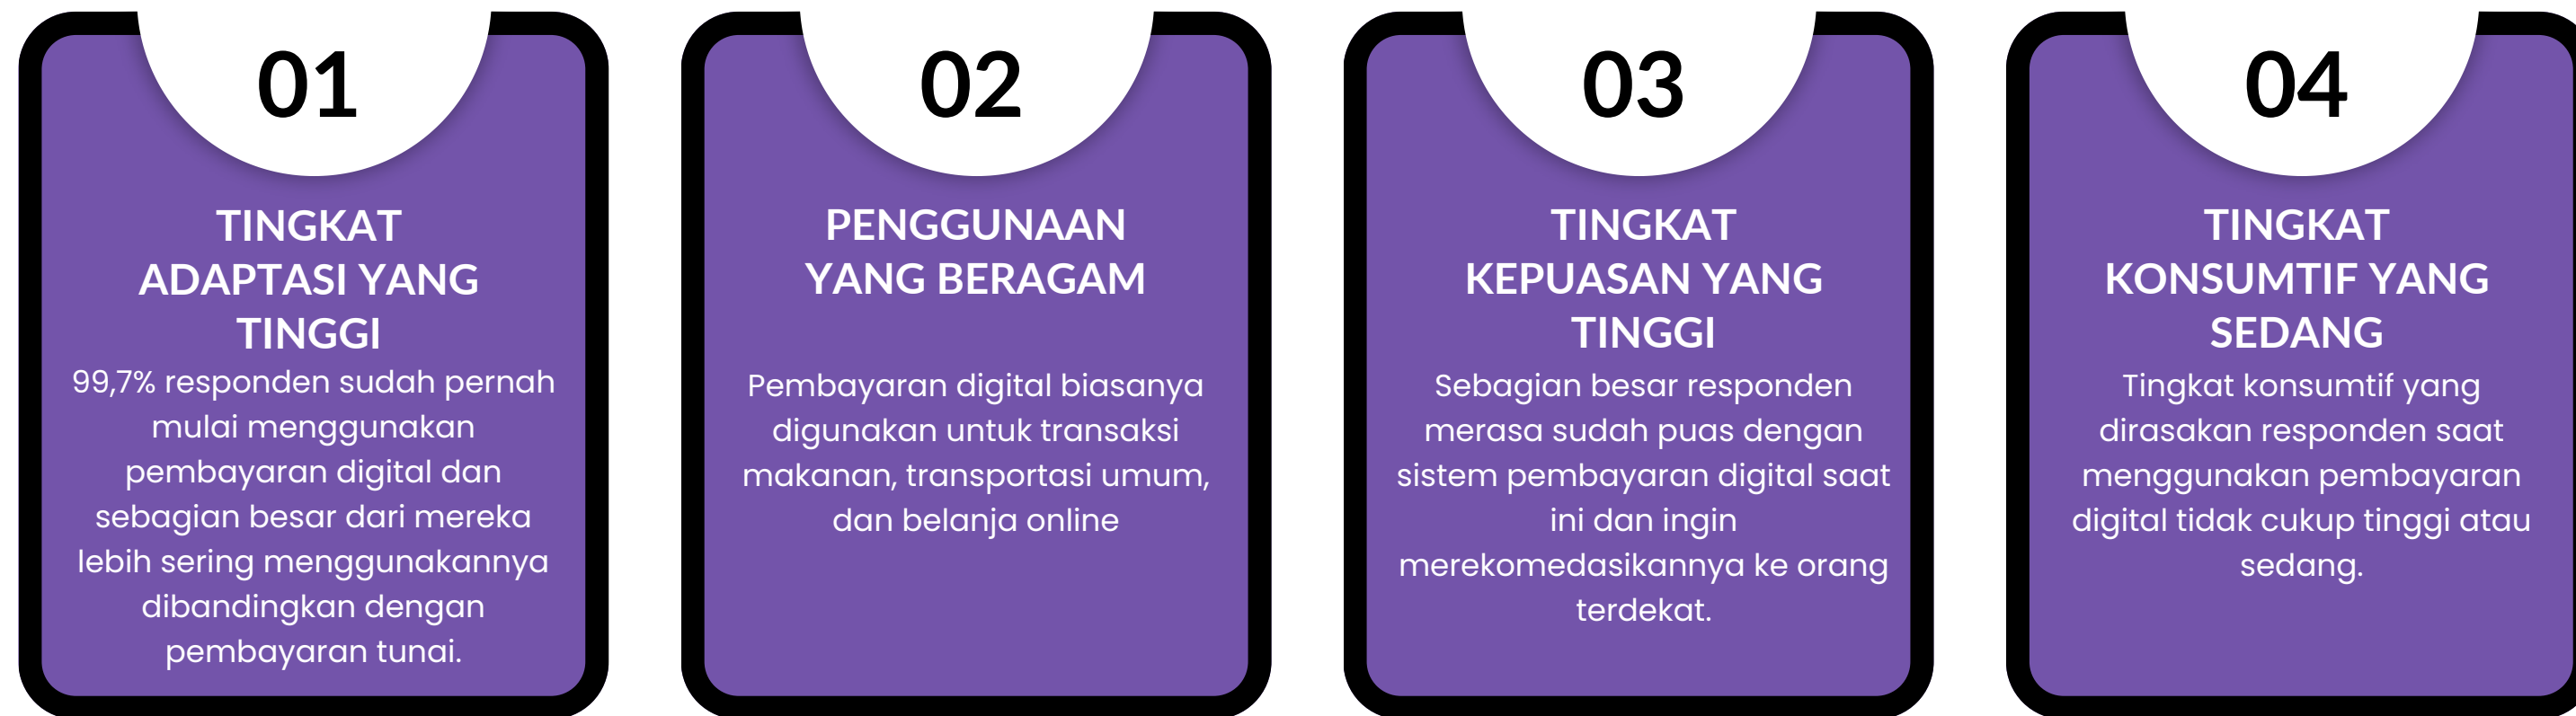 01
TINGKAT
ADAPTASI YANG
TINGGI
99,7% responden sudah pernah
mulai menggunakan
pembayaran digital dan
sebagian besar dari mereka
lebih sering menggunakannya
dibandingkan dengan
pembayaran tunai.
02
PENGGUNAAN
YANG BERAGAM
Pembayaran digital biasanya
digunakan untuk transaksi
makanan, transportasi umum,
dan belanja online
03
TINGKAT
KEPUASAN YANG
TINGGI
Sebagian besar responden
merasa sudah puas dengan
sistem pembayaran digital saat
ini dan ingin
merekomedasikannya ke orang
terdekat.
04
TINGKAT
KONSUMTIF YANG
SEDANG
Tingkat konsumtif yang
dirasakan responden saat
menggunakan pembayaran
digital tidak cukup tinggi atau
sedang.